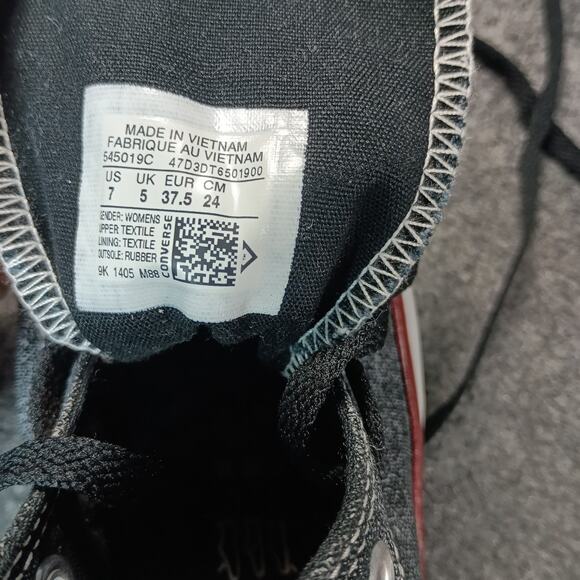 MADE IN VIETNAM
FABRIQUE AU VIETNAM
545019C 47D3DT6501900
US UK EUR CM
7 5 37.5 24
GENDER: WOMENS
UPPER: TEXTILE
LINING: TEXTILE
OUTSOLE: RUBBER
9K 1405 M88
CONVERSE